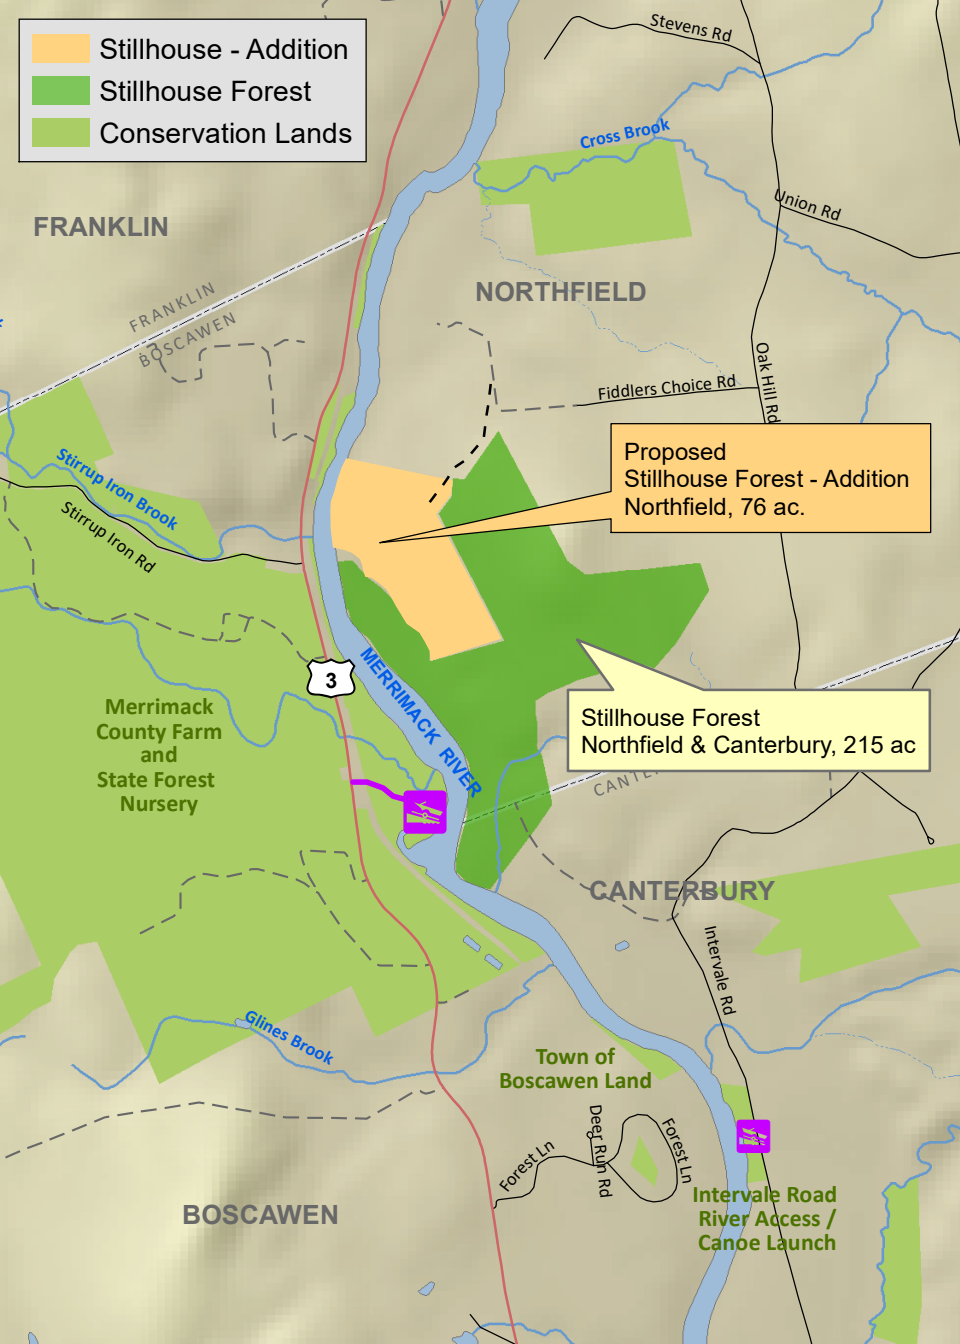 Stillhouse - Addition
Stillhouse Forest
Conservation Lands
Stevens Rd
Cross Brook
Union Rd
FRANKLIN
NORTHFIELD
FRANKLIN
BOSCAWEN
Oak Hill Rd
Fiddlers Choice Rd
Proposed
Stillhouse Forest - Addition
Northfield, 76 ac.
Stirrup Iron Brook
Stirrup Iron Rd
3
MERRIMACK RIVER
Merrimack
County Farm
and
State Forest
Nursery
Stillhouse Forest
Northfield & Canterbury, 215 ac
CANTERBURY
Intervale Rd
Glines Brook
Town of
Boscawen Land
Forest Ln
Deer Run Rd
Forest Ln
Intervale Road
River Access /
Canoe Launch
BOSCAWEN